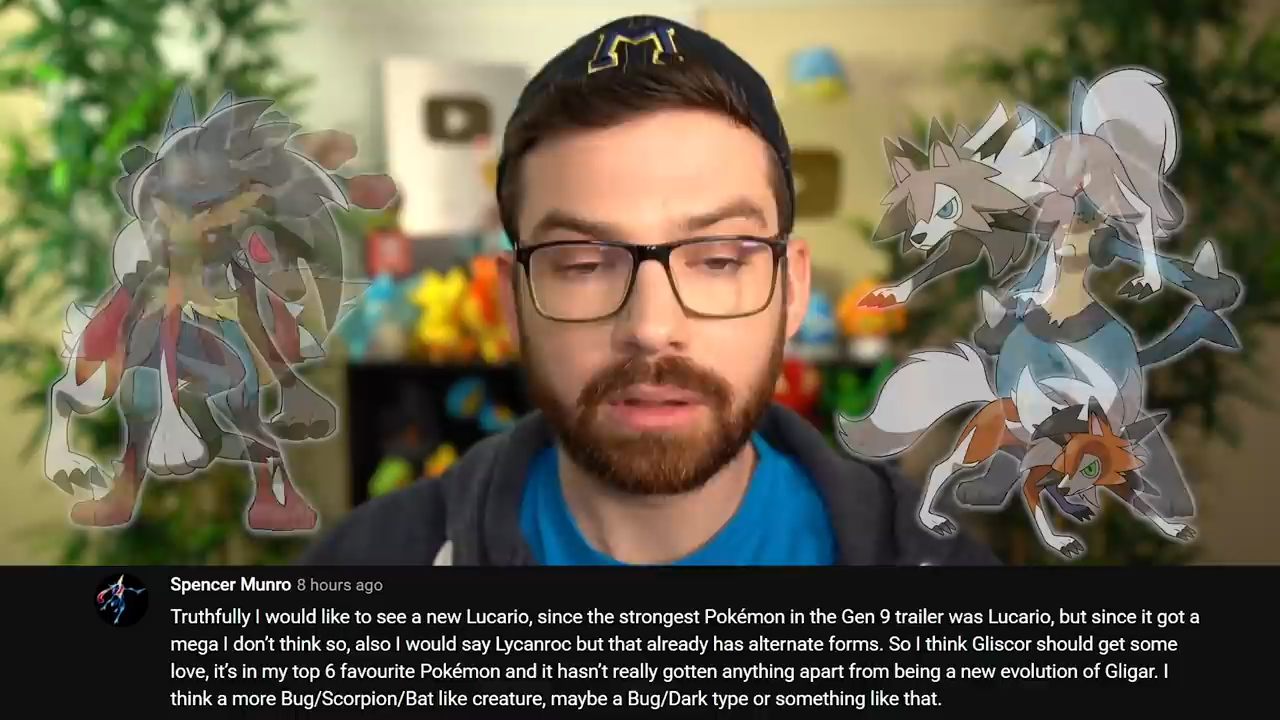 M
Spencer Munro 8 hours ago
Truthfully I would like to see a new Lucario, since the strongest Pokémon in the Gen 9 trailer was Lucario, but since it got a
mega I don't think so, also I would say Lycanroc but that already has alternate forms. So I think Gliscor should get some
love, it's in my top 6 favourite Pokémon and it hasn't really gotten anything apart from being a new evolution of Gligar. I
think a more Bug/Scorpion/Bat like creature, maybe a Bug/Dark type or something like that.